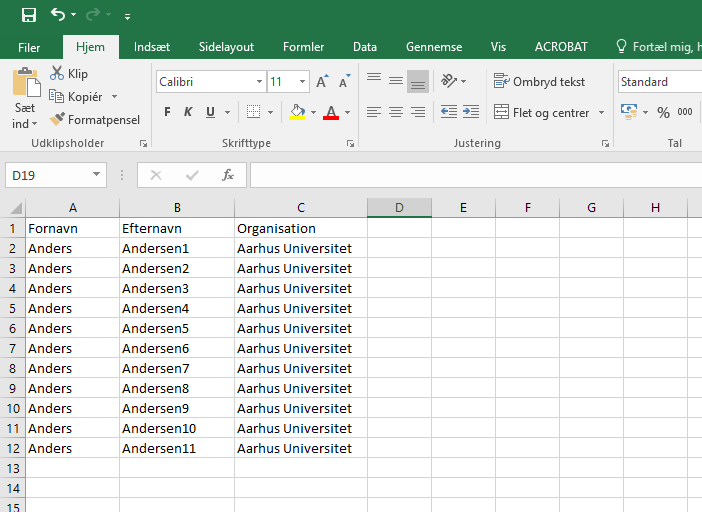 Filer Hjem Indsæt Sidelayout Formler Data Gennemse Vis ACROBAT Fortæl mig, h
Sæt ind
Klip
Kopiér
Formatpensel
Udklipsholder
Calibri 11 A A
F K U A
Skrifttype
Ombryd tekst
Flet og centrer
Justering
Standard
% 000
Tal
D19 fx
A B C D E F G H
1 Fornavn Efternavn Organisation
2 Anders Andersen1 Aarhus Universitet
3 Anders Andersen2 Aarhus Universitet
4 Anders Andersen3 Aarhus Universitet
5 Anders Andersen4 Aarhus Universitet
6 Anders Andersen5 Aarhus Universitet
7 Anders Andersen6 Aarhus Universitet
8 Anders Andersen7 Aarhus Universitet
9 Anders Andersen8 Aarhus Universitet
10 Anders Andersen9 Aarhus Universitet
11 Anders Andersen10 Aarhus Universitet
12 Anders Andersen11 Aarhus Universitet
13
14
15